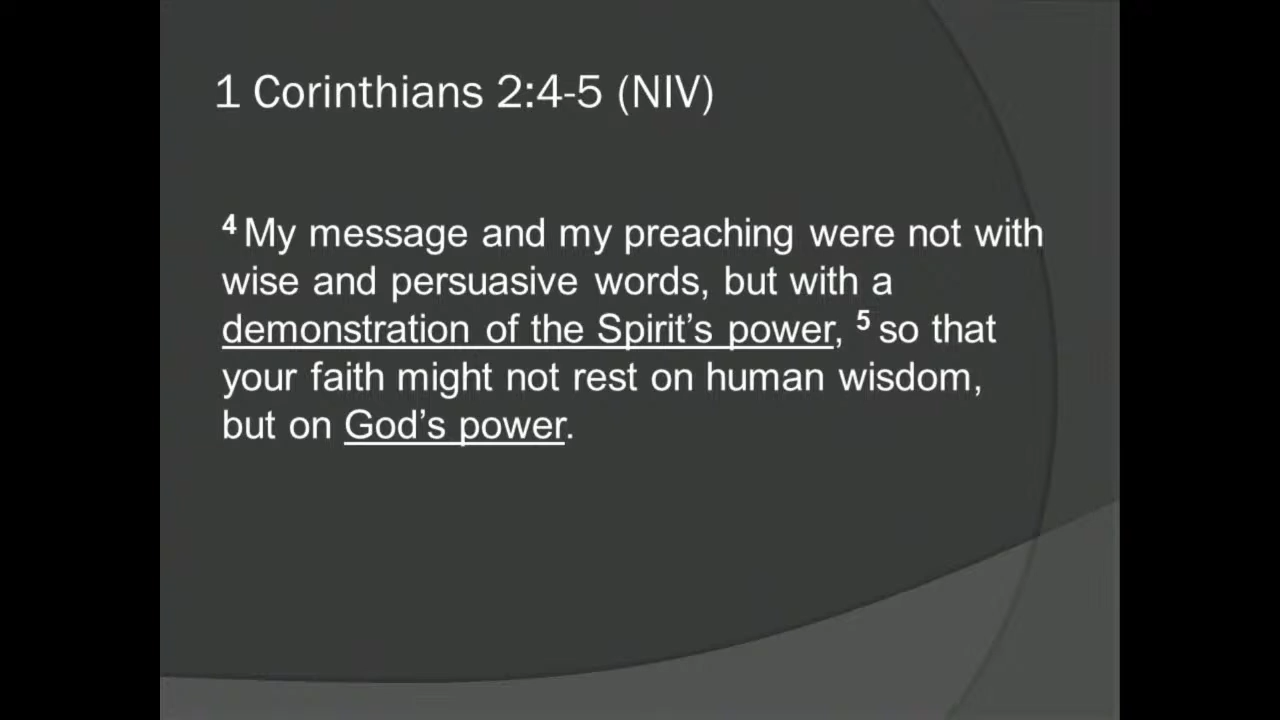 1 Corinthians 2:4-5 (NIV)
4 My message and my preaching were not with
wise and persuasive words, but with a
demonstration of the Spirit’s power, 5 so that
your faith might not rest on human wisdom,
but on God’s power.